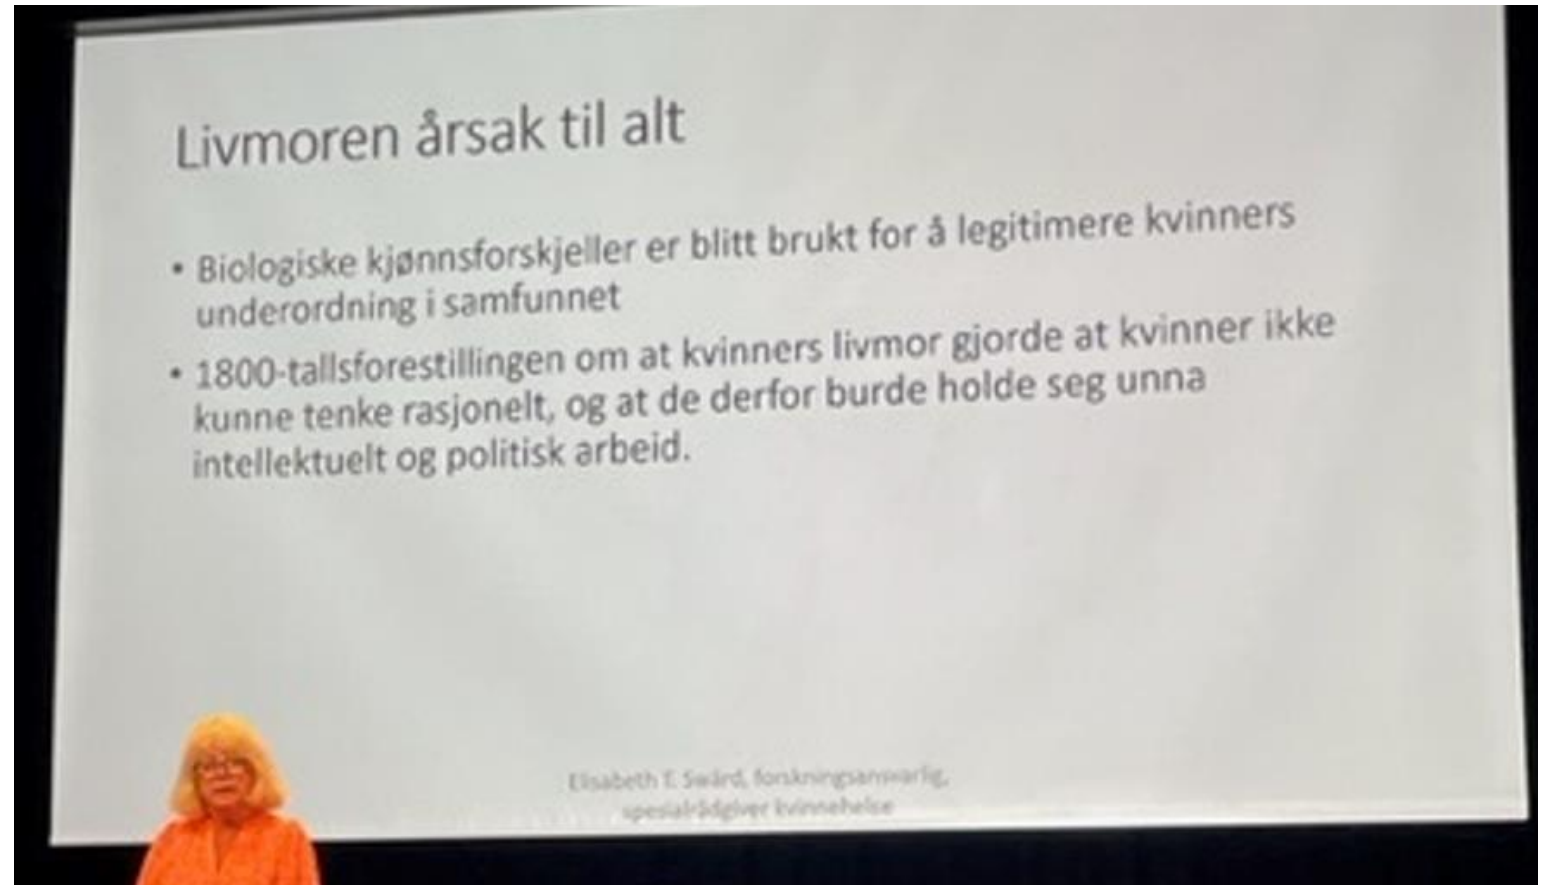 Livmoren årsak til alt
• Biologiske kjønnsforskjeller er blitt brukt for å legitimere kvinners
underordning i samfunnet
• 1800-tallsforestillingen om at kvinners livmor gjorde at kvinner ikke
kunne tenke rasjonelt, og at de derfor burde holde seg unna
intellektuelt og politisk arbeid.
Elisabeth T. Swärd, forskningsansvarlig,
spesialrådgiver kvinnehelse